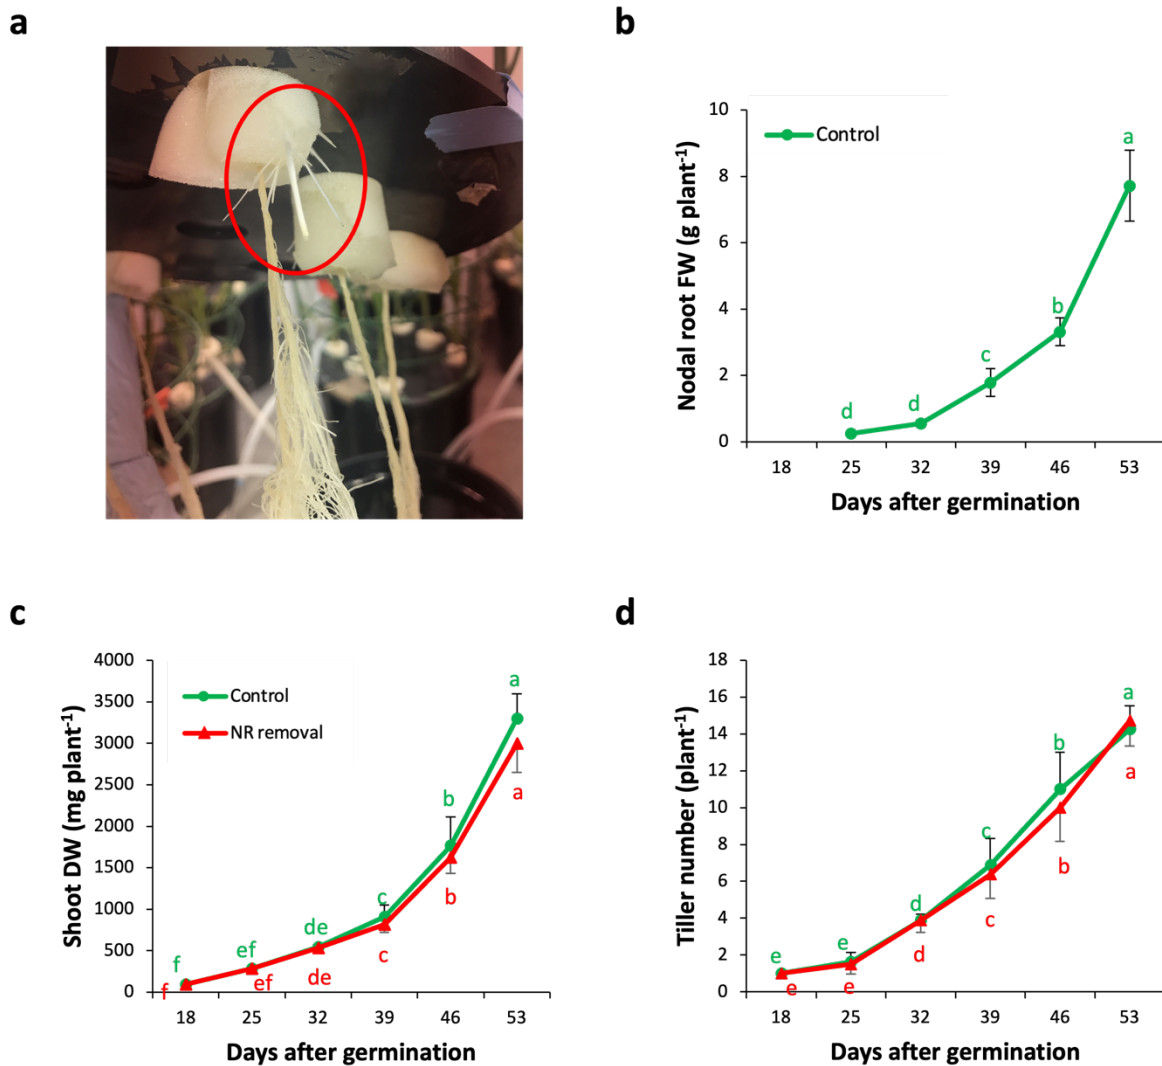 a
b
Nodal root FW (g plant⁻¹)
10
8
6
4
2
0
Control
d
d
c
b
a
18 25 32 39 46 53
Days after germination
c
Shoot DW (mg plant⁻¹)
4000
3500
3000
2500
2000
1500
1000
500
0
Control
NR removal
f
ef
de
c
b
a
f
ef
de
c
b
a
18 25 32 39 46 53
Days after germination
d
Tiller number (plant⁻¹)
18
16
14
12
10
8
6
4
2
0
e
e
d
c
b
a
e
e
d
c
b
a
18 25 32 39 46 53
Days after germination